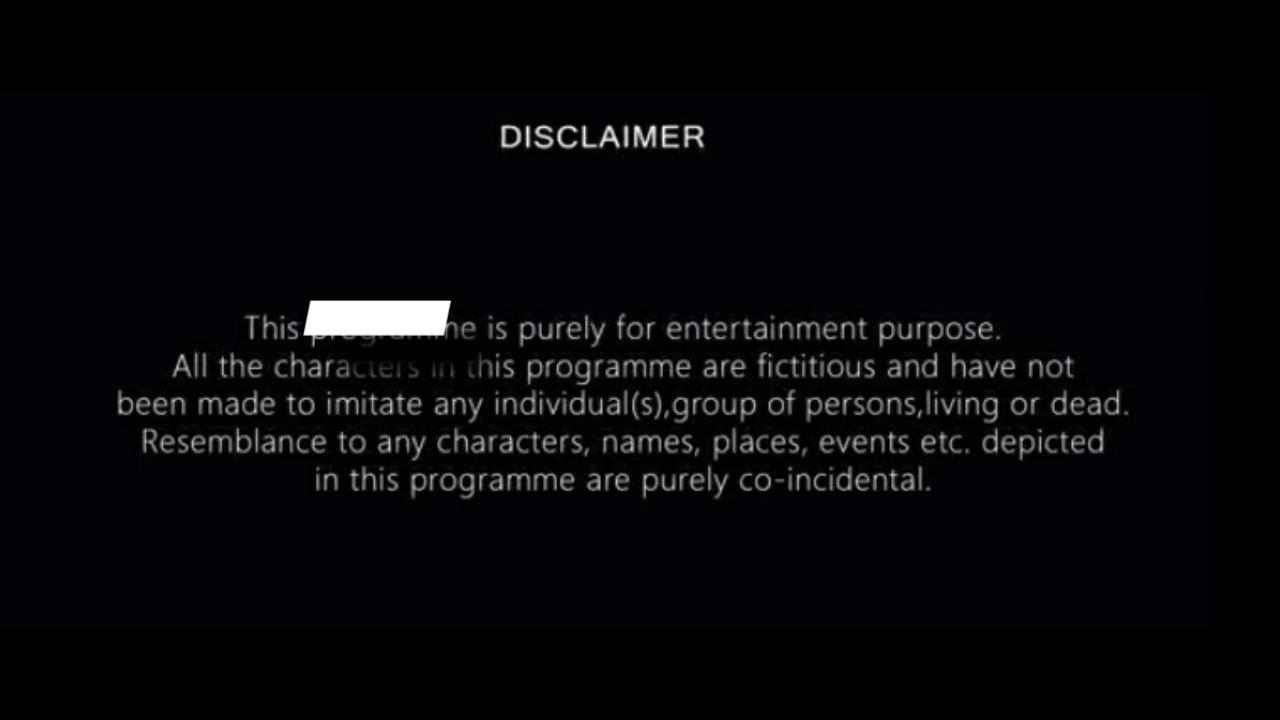 DISCLAIMER
This programme is purely for entertainment purpose.
All the characters in this programme are fictitious and have not
been made to imitate any individual(s),group of persons,living or dead.
Resemblance to any characters, names, places, events etc. depicted
in this programme are purely co-incidental.